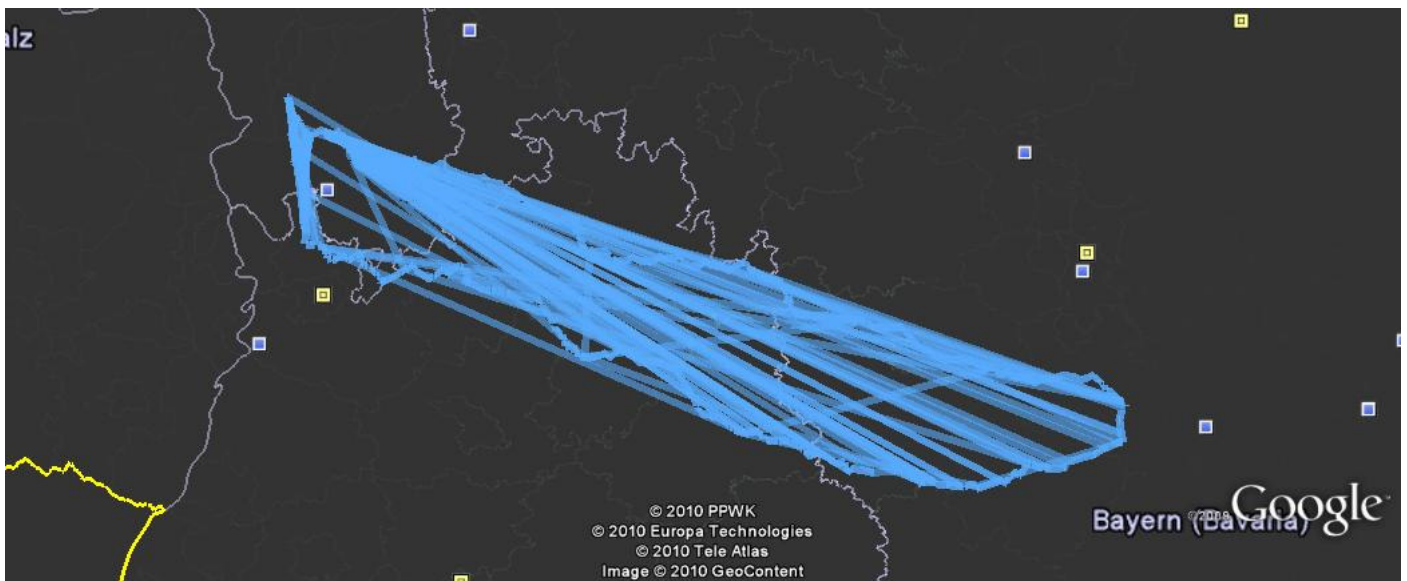 alz
© 2010 PPWK
© 2010 Europa Technologies
© 2010 Tele Atlas
Image © 2010 GeoContent
Bayern (Bavaria)
Google